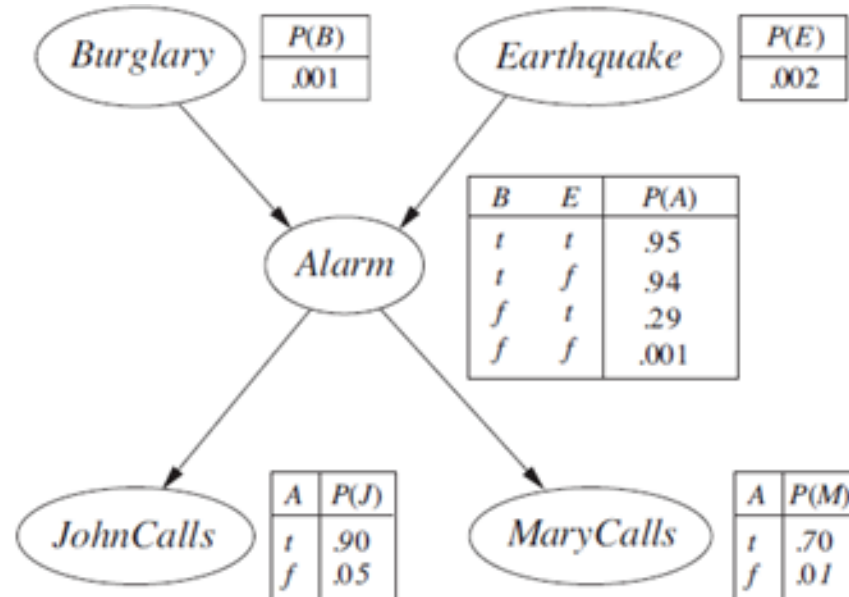 Burglary
P(B)
.001
Earthquake
P(E)
.002
B E P(A)
t t .95
t f .94
f t .29
f f .001
Alarm
JohnCalls
A P(J)
t .90
f .05
MaryCalls
A P(M)
t .70
f .01